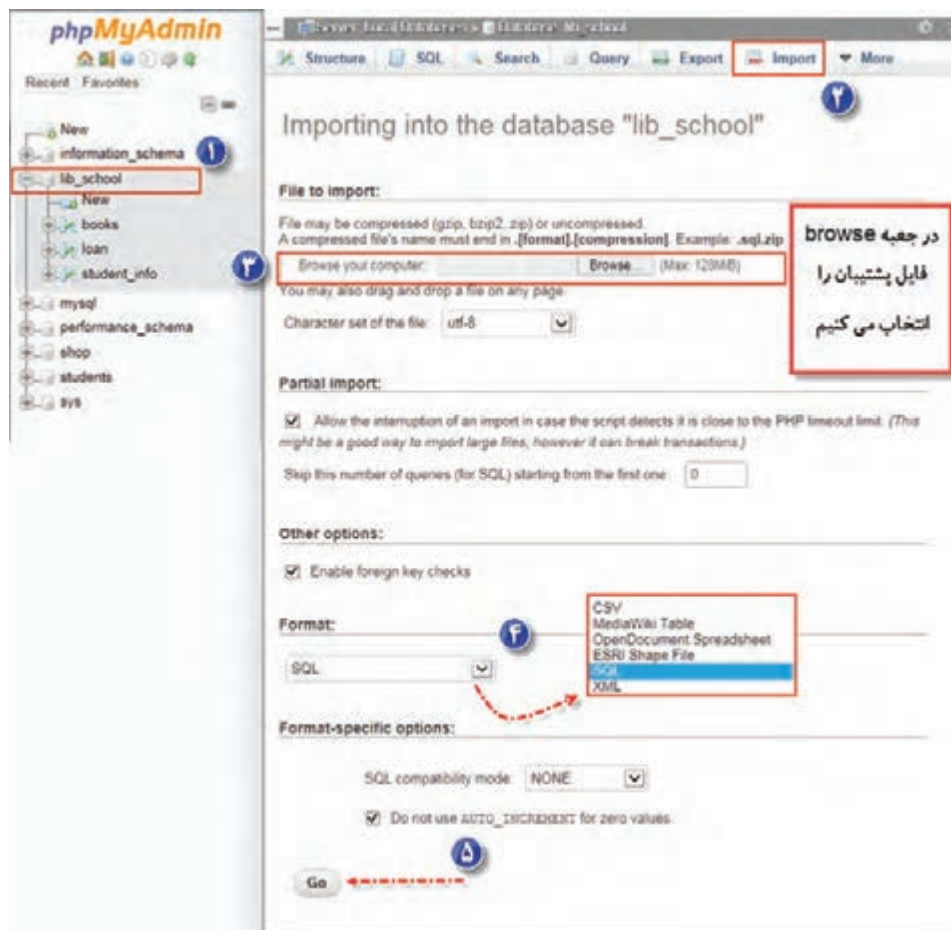 phpMyAdmin
Recent Favorites
New
information_schema
۱
lib_school
New
books
loan
student_info
mysql
performance_schema
shop
students
sys
Structure SQL Search Query Export Import More
۲
Importing into the database "lib_school"
File to import:
File may be compressed (gzip, bzip2, zip) or uncompressed.
A compressed file's name must end in .[format].[compression]. Example: .sql.zip
۳
Browse your computer: Browse... (Max: 128MiB)
You may also drag and drop a file on any page.
Character set of the file: utf-8
در جعبه browse
فایل پشتیبان را
انتخاب می کنیم
Partial import:
Allow the interruption of an import in case the script detects it is close to the PHP timeout limit. (This
might be a good way to import large files, however it can break transactions.)
Skip this number of queries (for SQL) starting from the first one: 0
Other options:
Enable foreign key checks
Format:
۴
SQL
CSV
MediaWiki Table
OpenDocument Spreadsheet
ESRI Shape File
SQL
XML
Format-specific options:
SQL compatibility mode: NONE
Do not use AUTO_INCREMENT for zero values
۵
Go